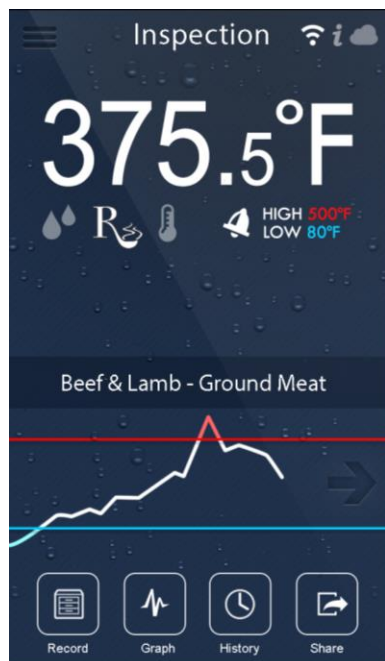 Inspection
i
375.5°F
R
HIGH 500°F
LOW 80°F
Beef & Lamb - Ground Meat
Record Graph History Share